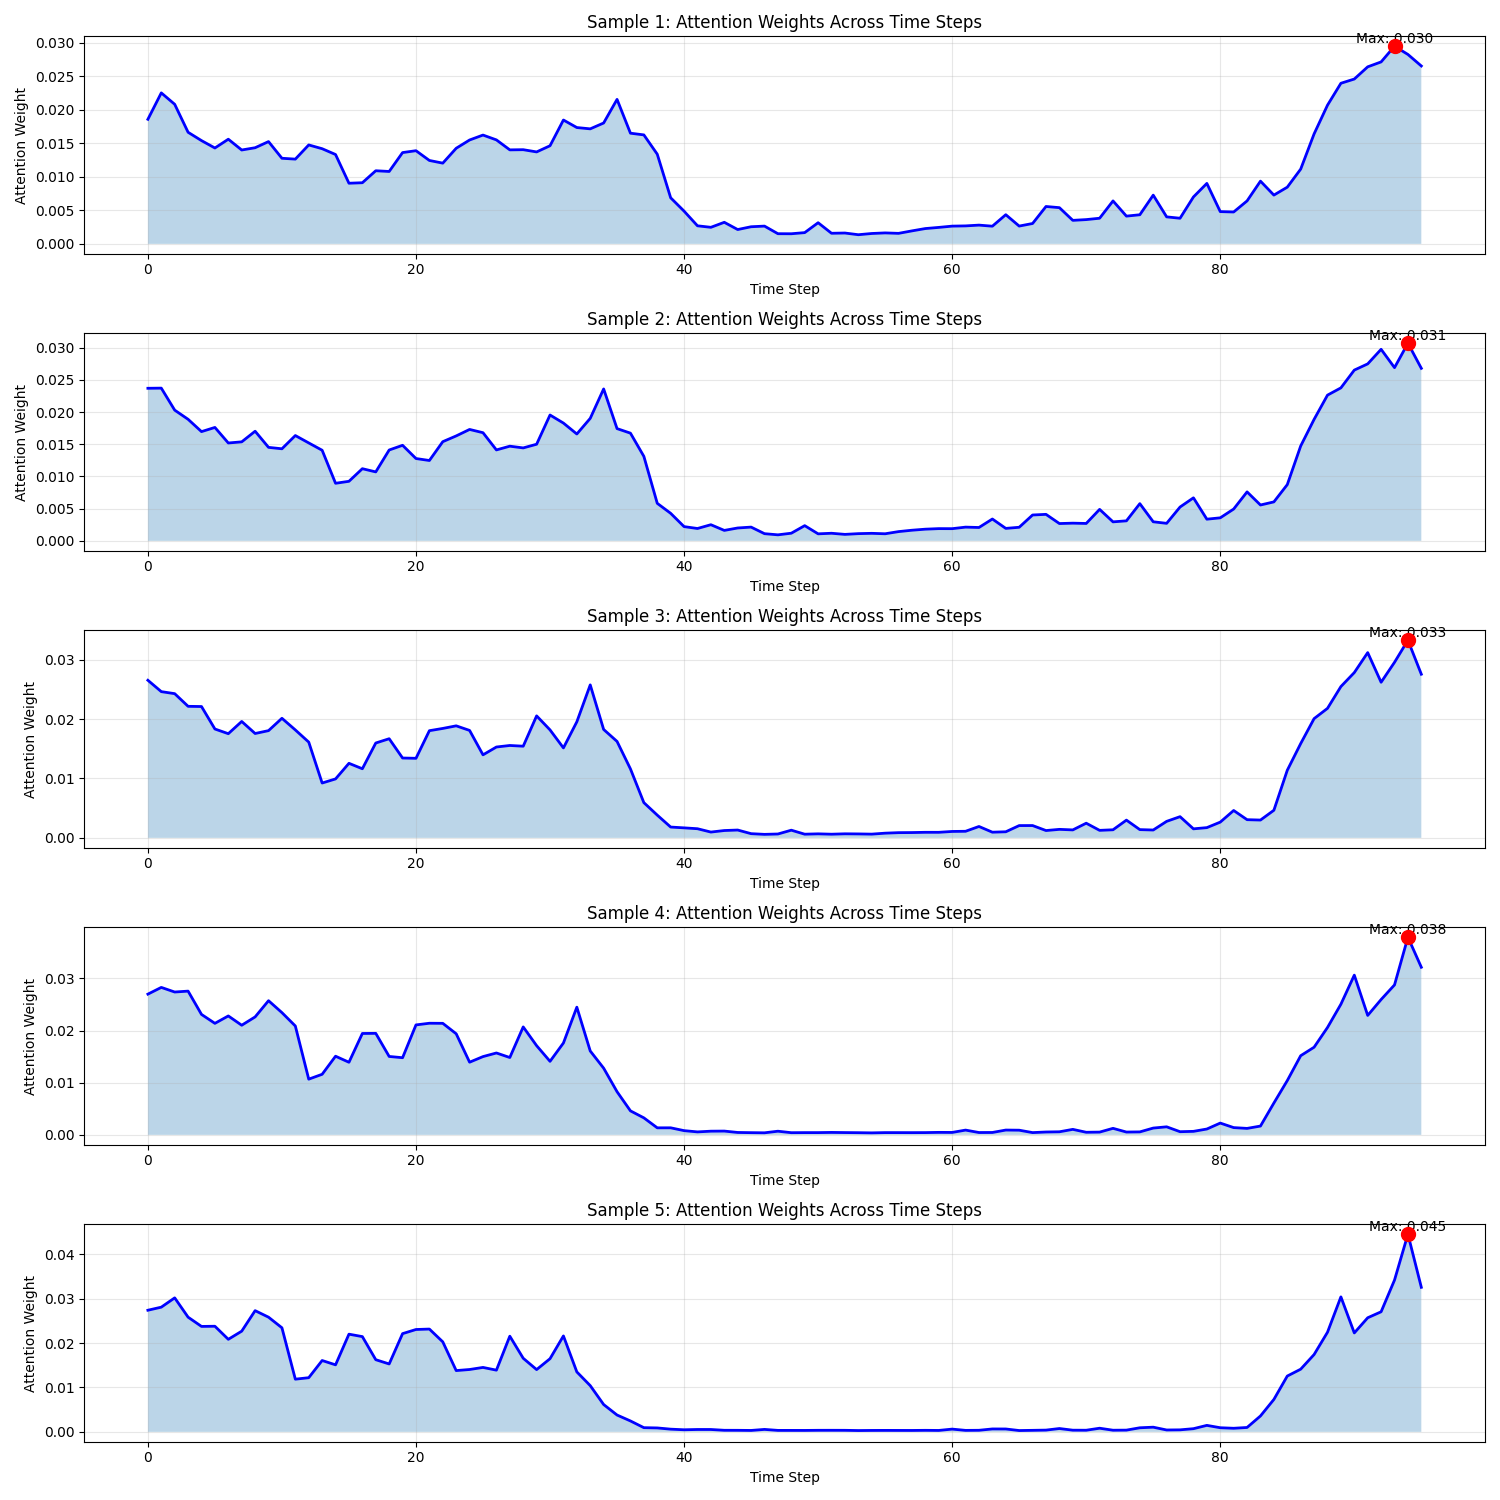 Sample 1: Attention Weights Across Time Steps
Max: 0.030
0.030
0.025
0.020
0.015
0.010
0.005
0.000
Attention Weight
0 20 40 60 80
Time Step
Sample 2: Attention Weights Across Time Steps
Max: 0.031
0.030
0.025
0.020
0.015
0.010
0.005
0.000
Attention Weight
0 20 40 60 80
Time Step
Sample 3: Attention Weights Across Time Steps
Max: 0.033
0.03
0.02
0.01
0.00
Attention Weight
0 20 40 60 80
Time Step
Sample 4: Attention Weights Across Time Steps
Max: 0.038
0.03
0.02
0.01
0.00
Attention Weight
0 20 40 60 80
Time Step
Sample 5: Attention Weights Across Time Steps
Max: 0.045
0.04
0.03
0.02
0.01
0.00
Attention Weight
0 20 40 60 80
Time Step